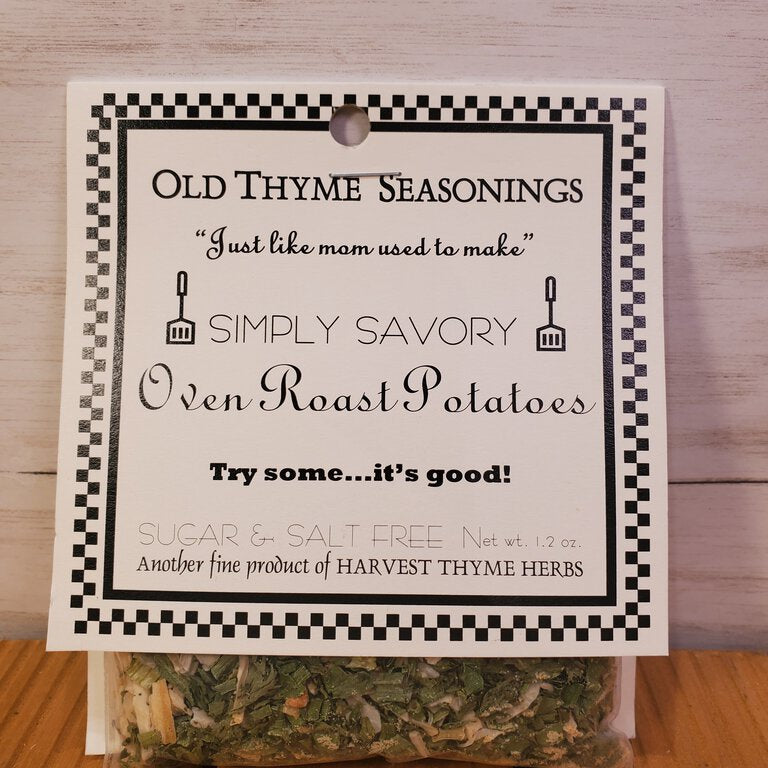 OLD THYME SEASONINGS
"Just like mom used to make"
SIMPLY SAVORY
Oven Roast Potatoes
Try some...it's good!
SUGAR & SALT FREE Net wt. 1.2 oz.
Another fine product of HARVEST THYME HERBS